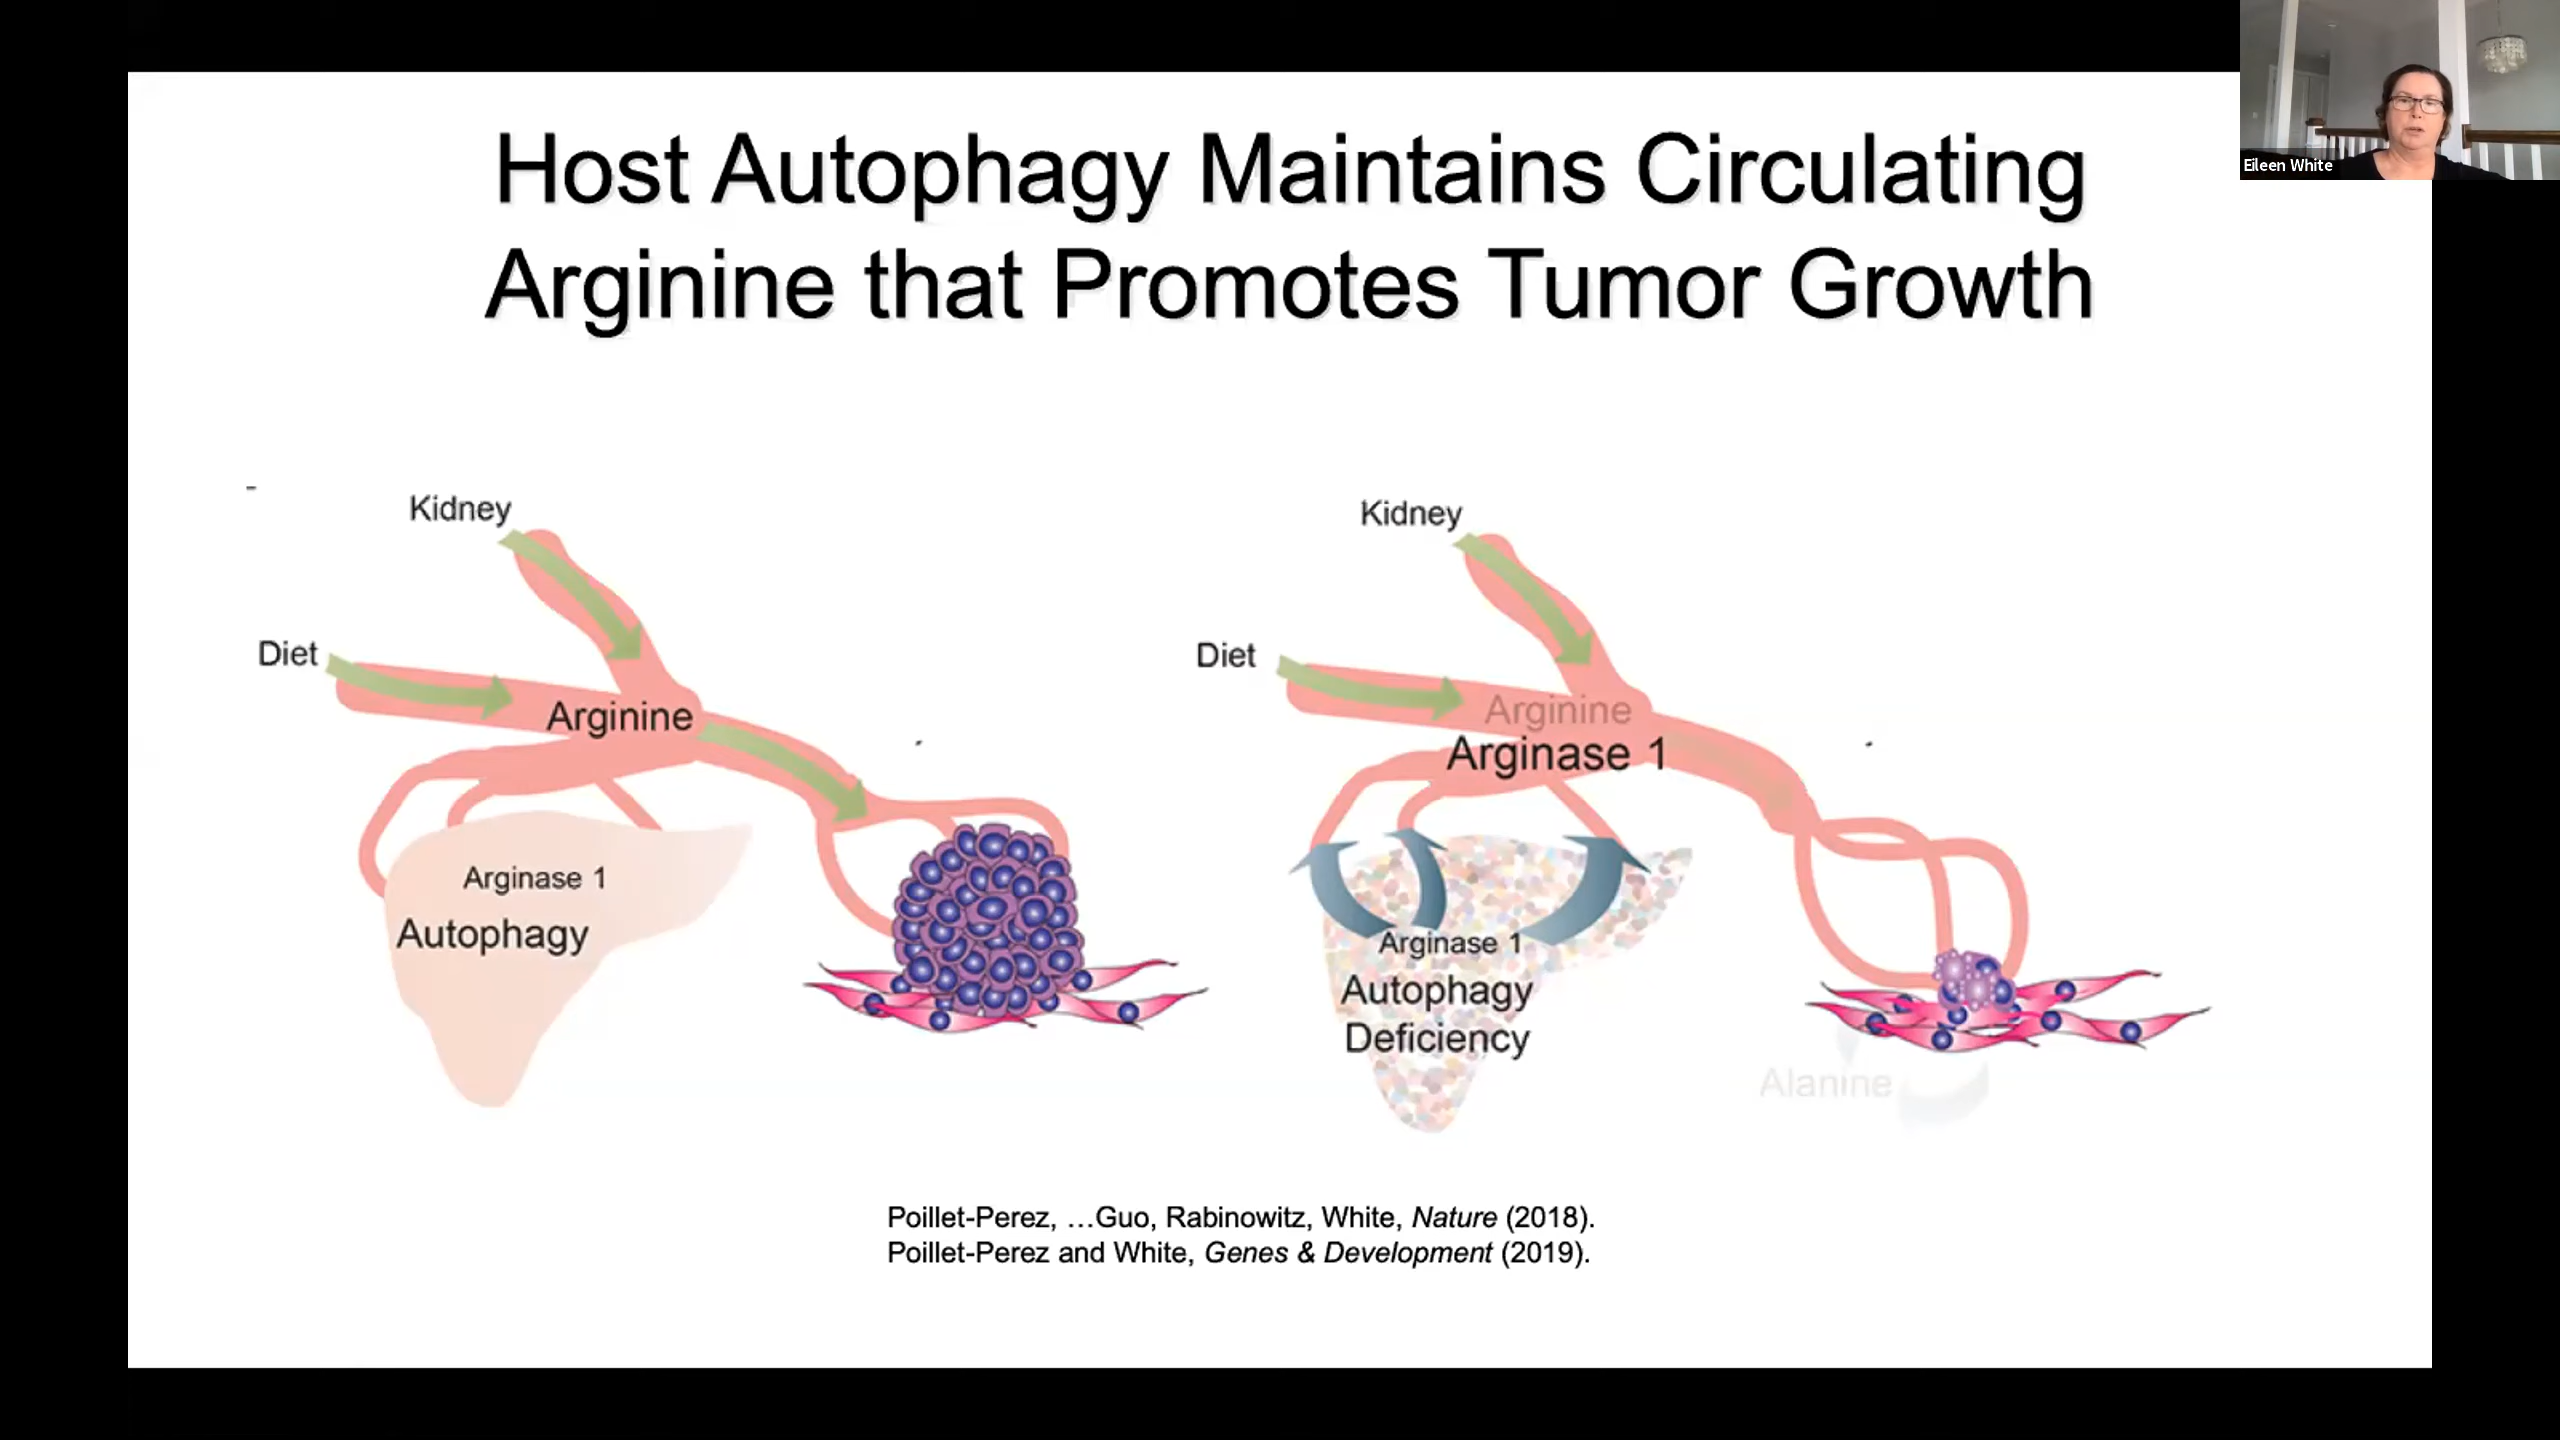 Host Autophagy Maintains Circulating
Arginine that Promotes Tumor Growth
Eileen White
Kidney
Diet
Arginine
Arginase 1
Autophagy
Kidney
Diet
Arginine
Arginase 1
Arginase 1
Autophagy
Deficiency
Alanine
Poillet-Perez, …Guo, Rabinowitz, White, Nature (2018).
Poillet-Perez and White, Genes & Development (2019).